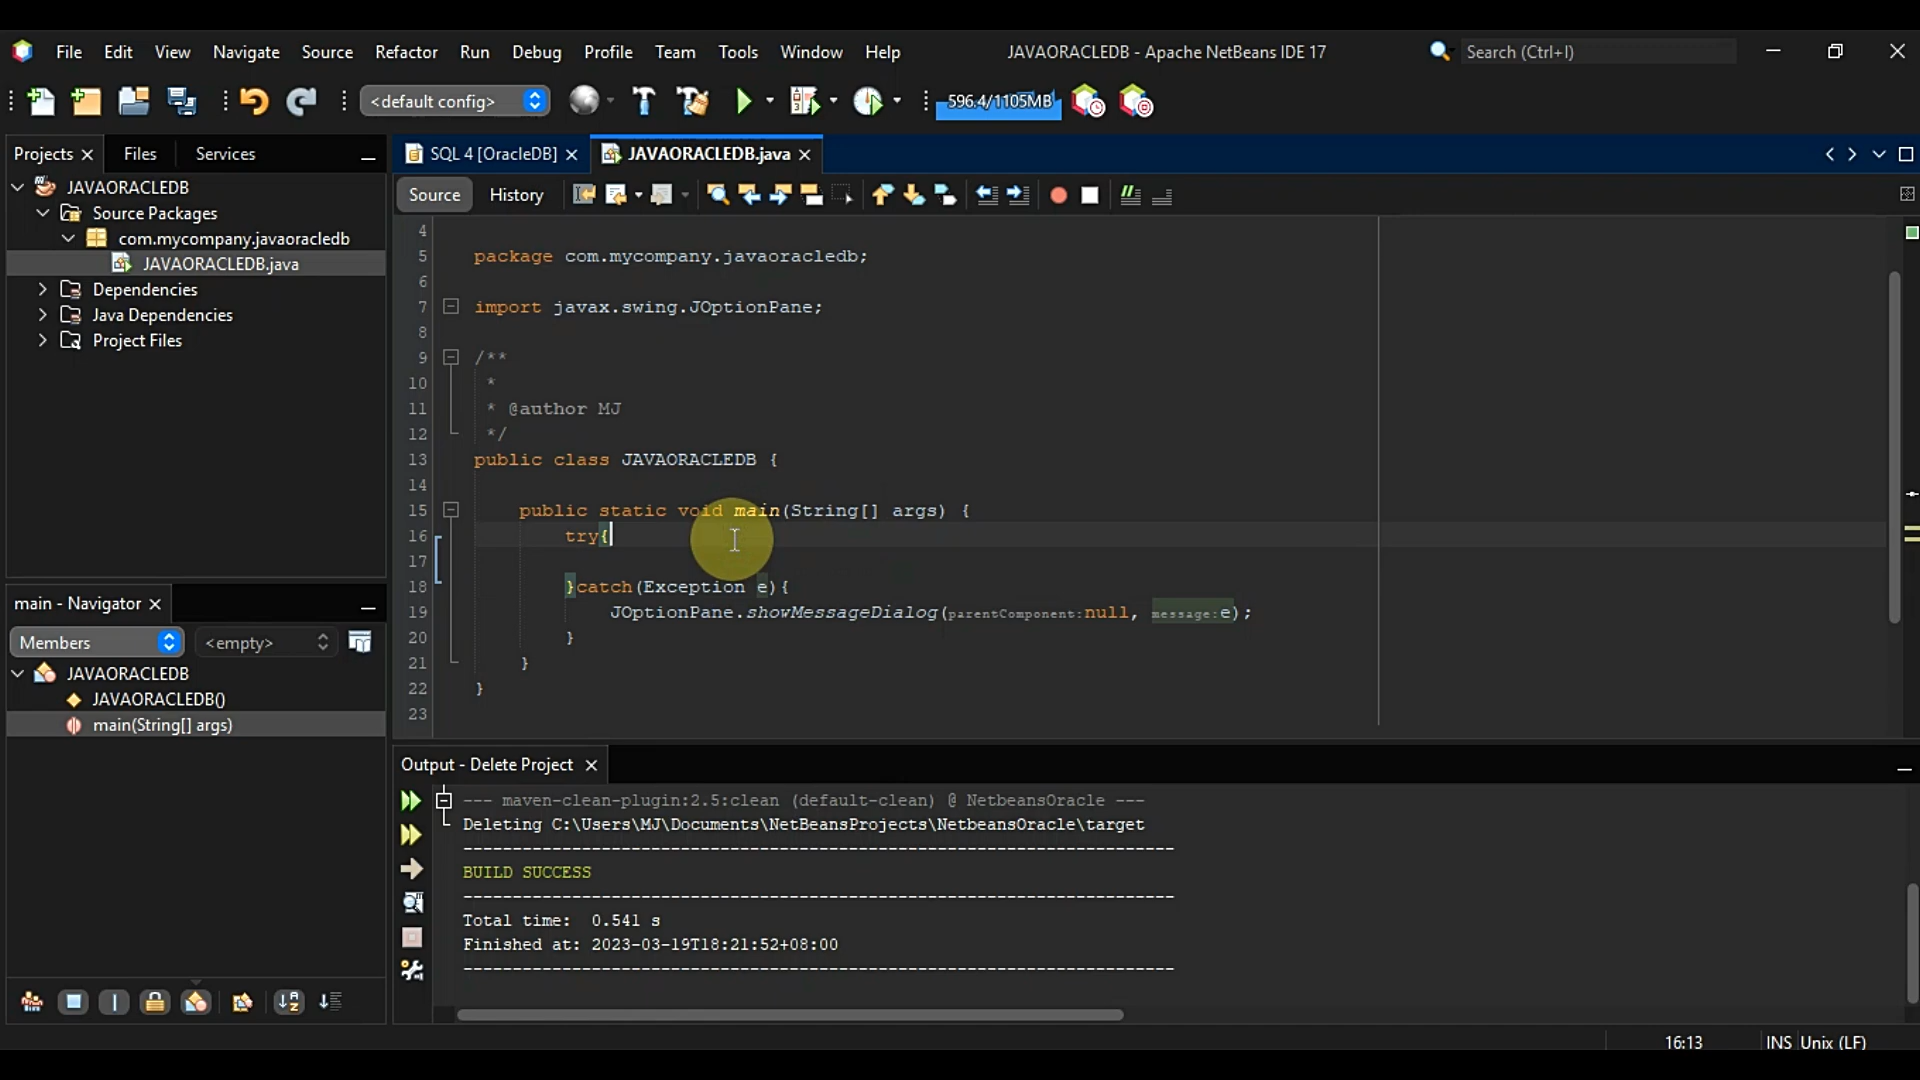 File Edit View Navigate Source Refactor Run Debug Profile Team Tools Window Help JAVAORACLEDB - Apache NetBeans IDE 17 Search (Ctrl+I)
<default config> 596.4/1105MB
Projects Files Services
JAVAORACLEDB
Source Packages
com.mycompany.javaoracledb
JAVAORACLEDB.java
Dependencies
Java Dependencies
Project Files
main - Navigator
Members <empty>
JAVAORACLEDB
JAVAORACLEDB()
main(String[] args)
SQL 4 [OracleDB] JAVAORACLEDB.java
Source History
4
5 package com.mycompany.javaoracledb;
6
7 import javax.swing.JOptionPane;
8
9 /**
10 *
11 * @author MJ
12 */
13 public class JAVAORACLEDB {
14
15 public static void main(String[] args) {
16 try{
17
18 }catch(Exception e){
19 JOptionPane.showMessageDialog(parentComponent:null, message:e);
20 }
21 }
22 }
23
Output - Delete Project
--- maven-clean-plugin:2.5:clean (default-clean) @ NetbeansOracle ---
Deleting C:\Users\MJ\Documents\NetBeansProjects\NetbeansOracle\target
------------------------------------------------------------------------
BUILD SUCCESS
------------------------------------------------------------------------
Total time: 0.541 s
Finished at: 2023-03-19T18:21:52+08:00
------------------------------------------------------------------------
16:13 INS Unix (LF)